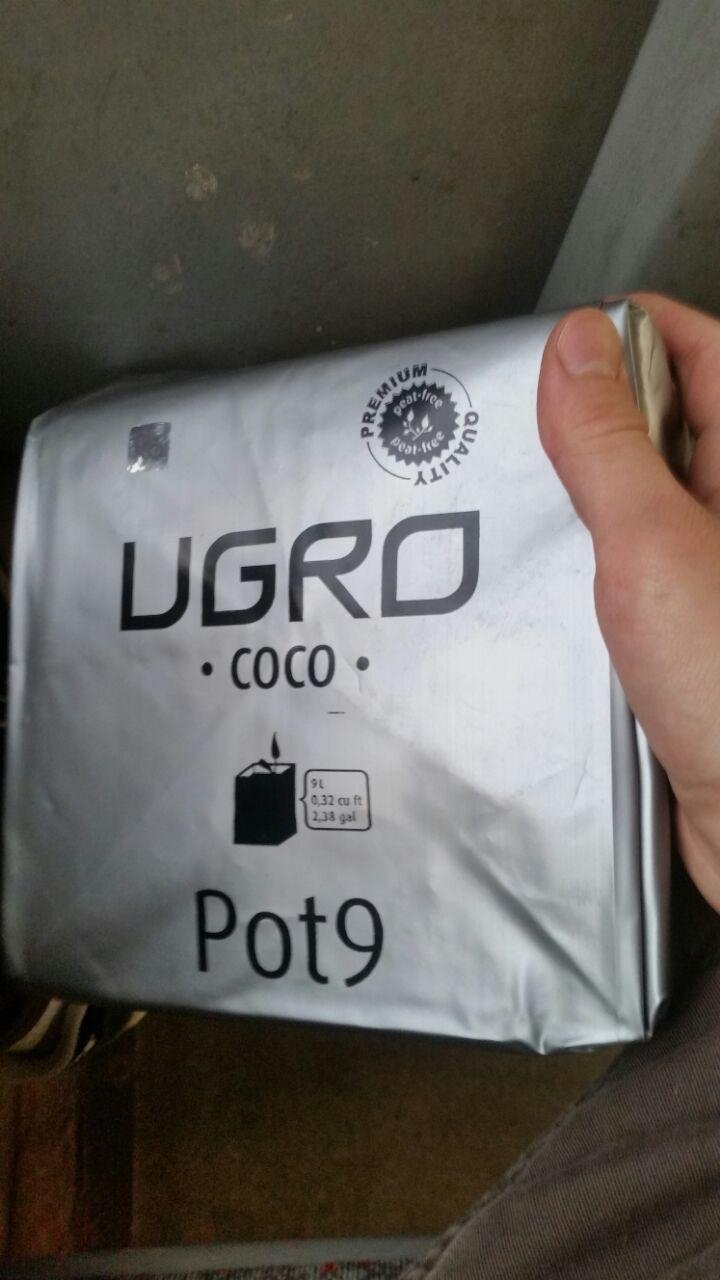 PREMIUM QUALITY
peat-free
peat-free
UGRO
• COCO •
9 L
0,32 cu ft
2,38 gal
Pot9